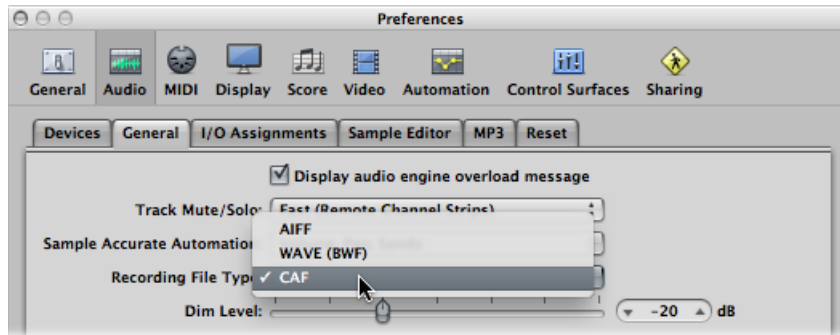 Preferences
General Audio MIDI Display Score Video Automation Control Surfaces Sharing
Devices General I/O Assignments Sample Editor MP3 Reset
Display audio engine overload message
Track Mute/Solo: Fast (Remote Channel Strips)
AIFF
Sample Accurate Automation:
WAVE (BWF)
Recording File Typ ✓ CAF
Dim Level: -20 dB